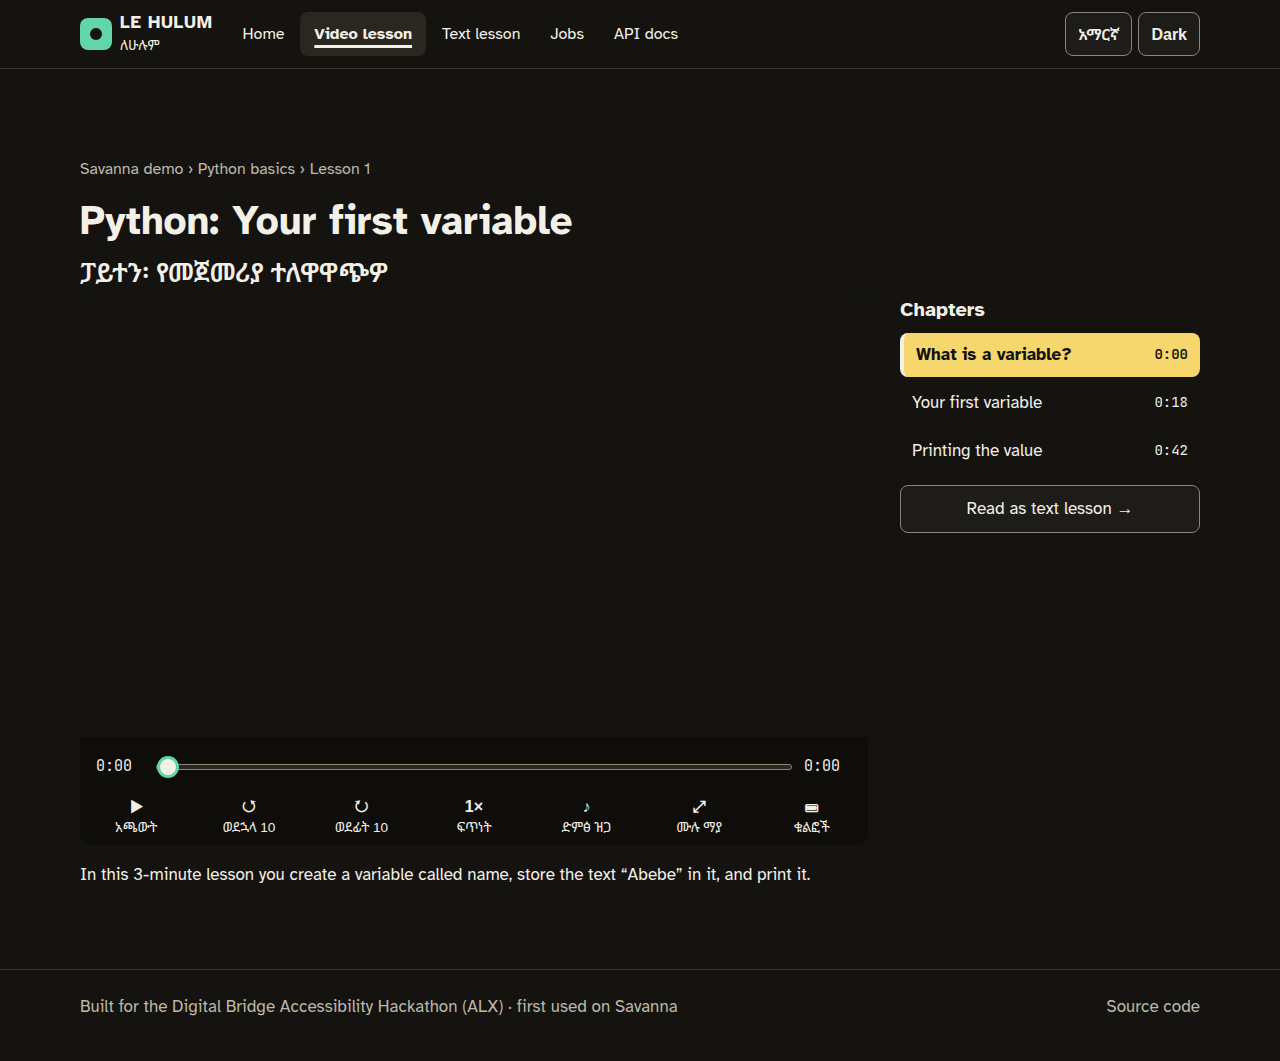 LE HULUM
ለሁሉም
Home
Video lesson
Text lesson
Jobs
API docs
አማርኛ
Dark
Savanna demo › Python basics › Lesson 1
Python: Your first variable
ፓይተን፡ የመጀመሪያ ተለዋዋጭዎ
Chapters
What is a variable? 0:00
Your first variable 0:18
Printing the value 0:42
Read as text lesson →
0:00
0:00
አጫውት
ወደኋላ 10
ወደፊት 10
1×
ፍጥነት
ድምፅ ዝጋ
ሙሉ ማያ
ቁልፎች
In this 3-minute lesson you create a variable called name, store the text “Abebe” in it, and print it.
Built for the Digital Bridge Accessibility Hackathon (ALX) · first used on Savanna
Source code